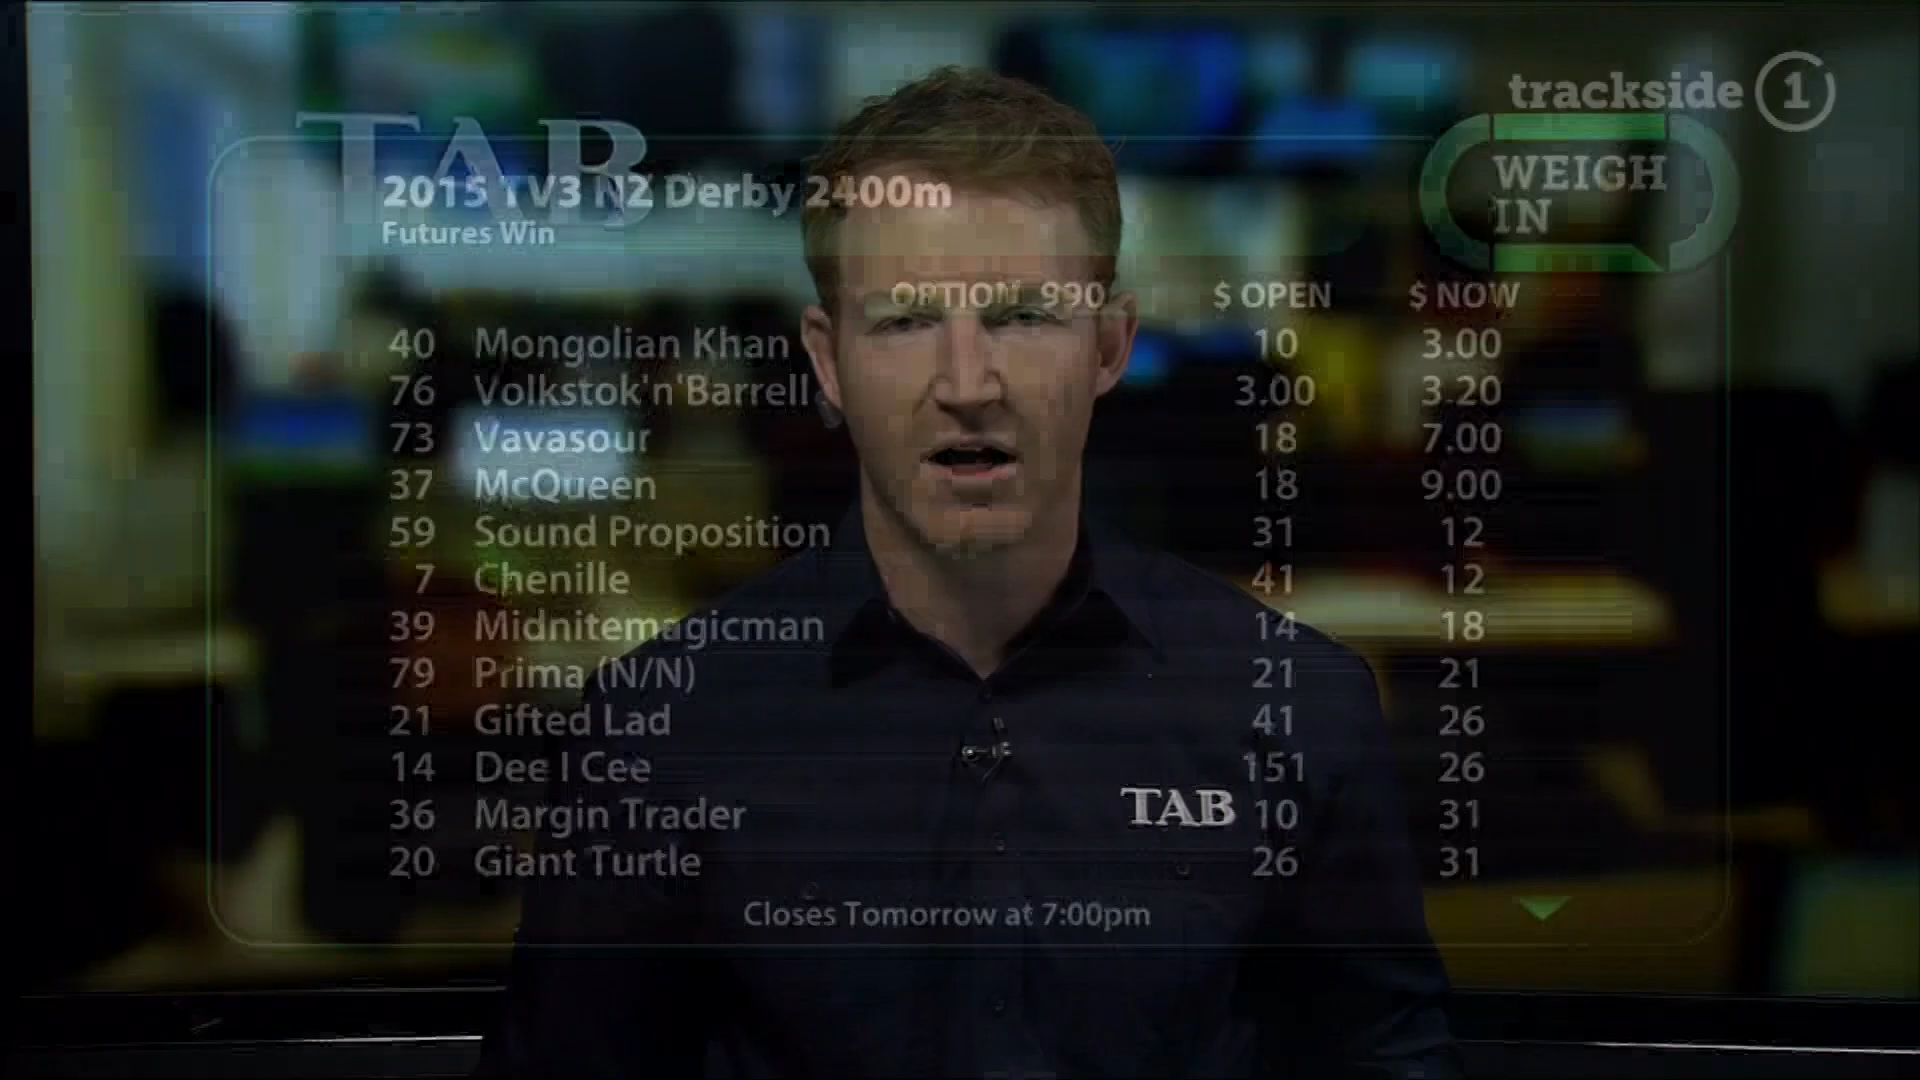 trackside 1
TAB
WEIGH
IN
2015 TV3 NZ Derby 2400m
Futures Win
OPTION 990 $ OPEN $ NOW
40 Mongolian Khan 10 3.00
76 Volkstok'n'Barrell 3.00 3.20
73 Vavasour 18 7.00
37 McQueen 18 9.00
59 Sound Proposition 31 12
7 Chenille 41 12
39 Midnitemagicman 14 18
79 Prima (N/N) 21 21
21 Gifted Lad 41 26
14 Dee I Cee 151 26
36 Margin Trader 10 31
TAB
20 Giant Turtle 26 31
Closes Tomorrow at 7:00pm